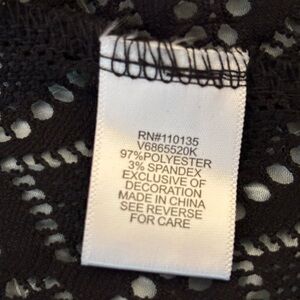 RN#110135
V6865520K
97%POLYESTER
3% SPANDEX
EXCLUSIVE OF
DECORATION
MADE IN CHINA
SEE REVERSE
FOR CARE